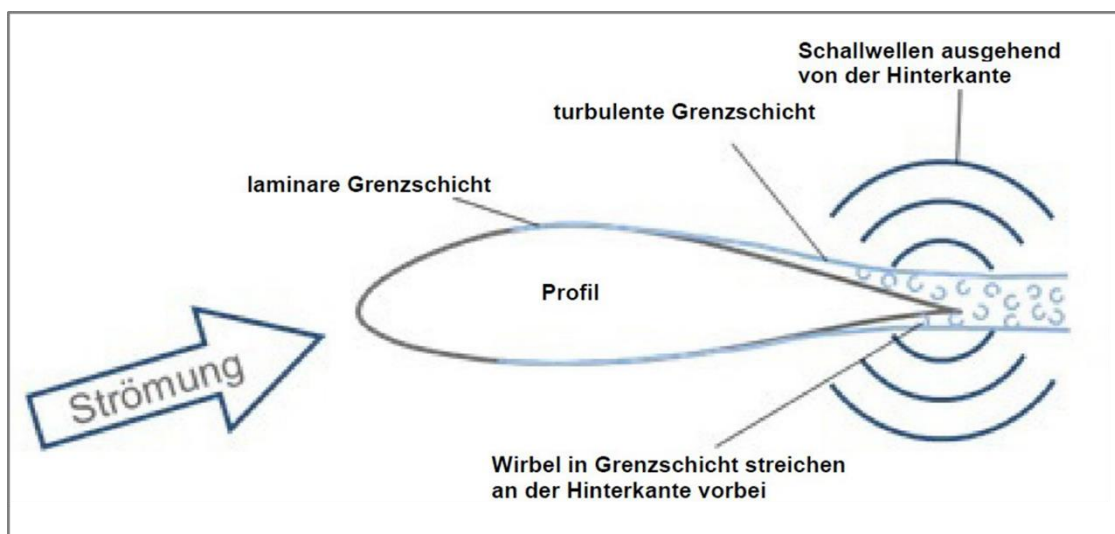 Schallwellen ausgehend
von der Hinterkante
turbulente Grenzschicht
laminare Grenzschicht
Profil
Strömung
Wirbel in Grenzschicht streichen
an der Hinterkante vorbei